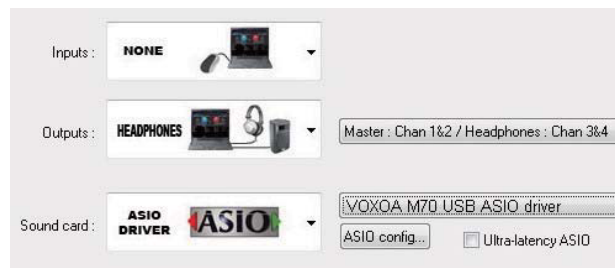 Inputs :
NONE
Outputs :
HEADPHONES
Master : Chan 1&2 / Headphones : Chan 3&4
Sound card :
ASIO DRIVER
ASIO
VOXOA M70 USB ASIO driver
ASIO config...
Ultra-latency ASIO